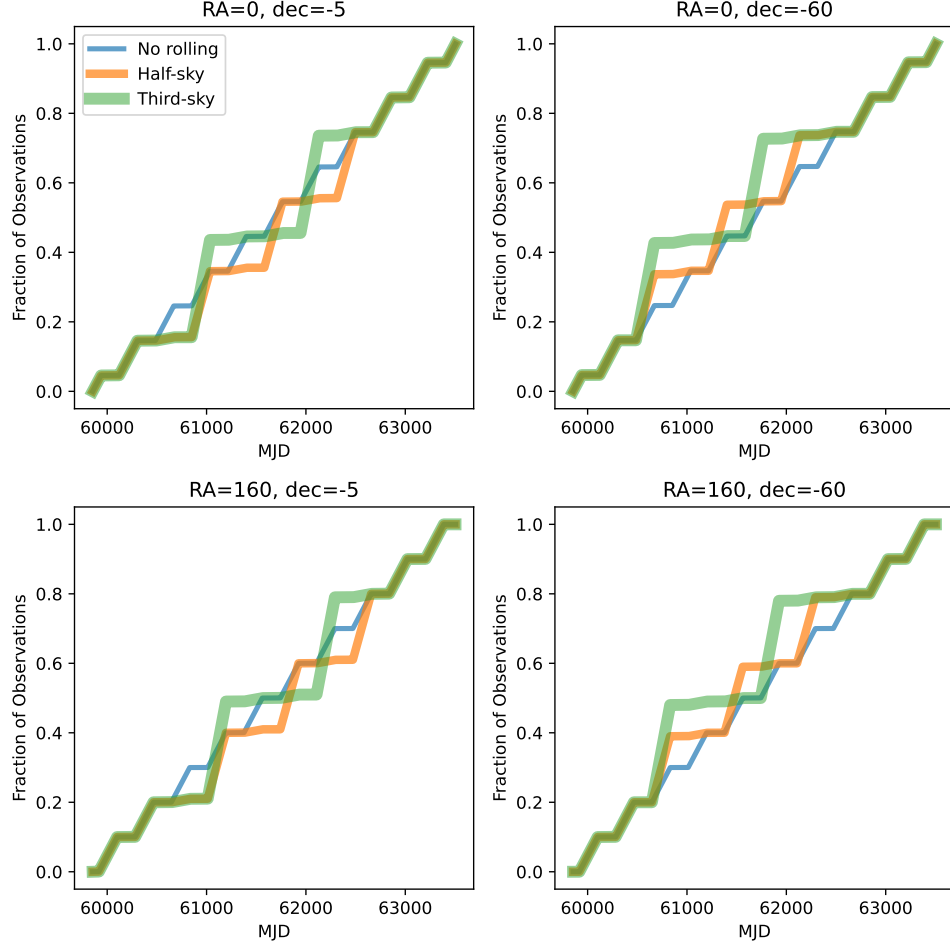 RA=0, dec=-5
Fraction of Observations
1.0
0.8
0.6
0.4
0.2
0.0
No rolling
Half-sky
Third-sky
60000 61000 62000 63000
MJD
RA=0, dec=-60
Fraction of Observations
1.0
0.8
0.6
0.4
0.2
0.0
60000 61000 62000 63000
MJD
RA=160, dec=-5
Fraction of Observations
1.0
0.8
0.6
0.4
0.2
0.0
60000 61000 62000 63000
MJD
RA=160, dec=-60
Fraction of Observations
1.0
0.8
0.6
0.4
0.2
0.0
60000 61000 62000 63000
MJD